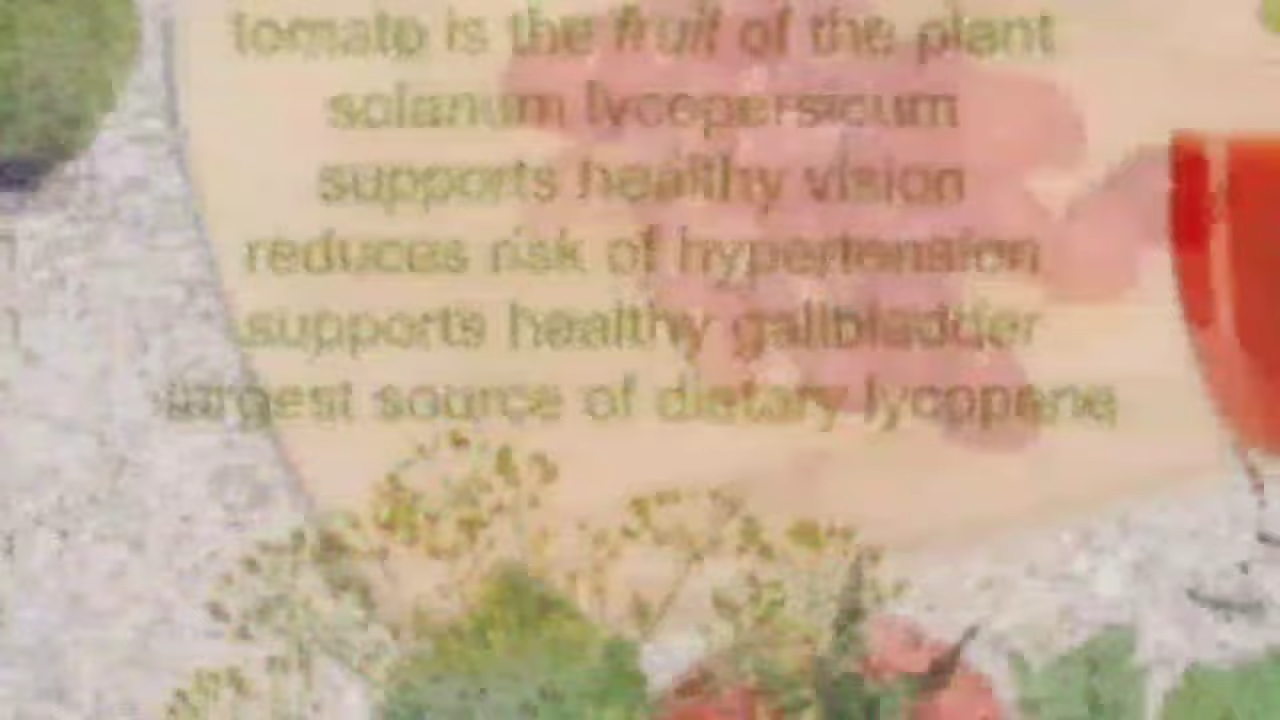 tomato is the fruit of the plant
solanum lycopersicum
supports healthy vision
reduces risk of hypertension
supports healthy gallbladder
largest source of dietary lycopene